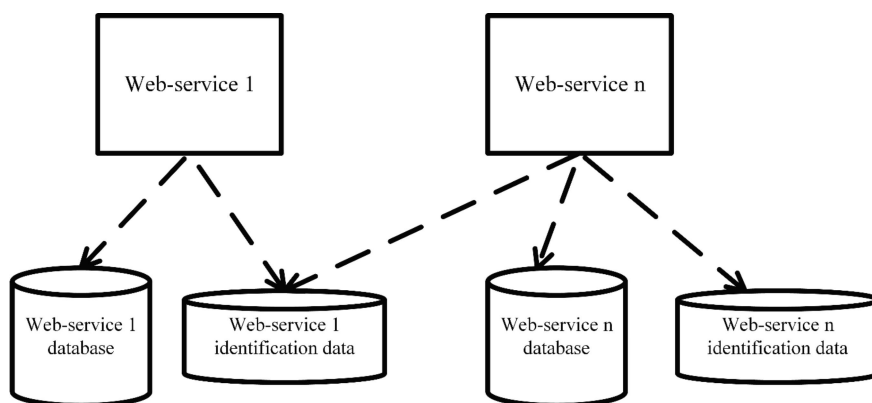 Web-service 1
Web-service n
Web-service 1
database
Web-service 1
identification data
Web-service n
database
Web-service n
identification data